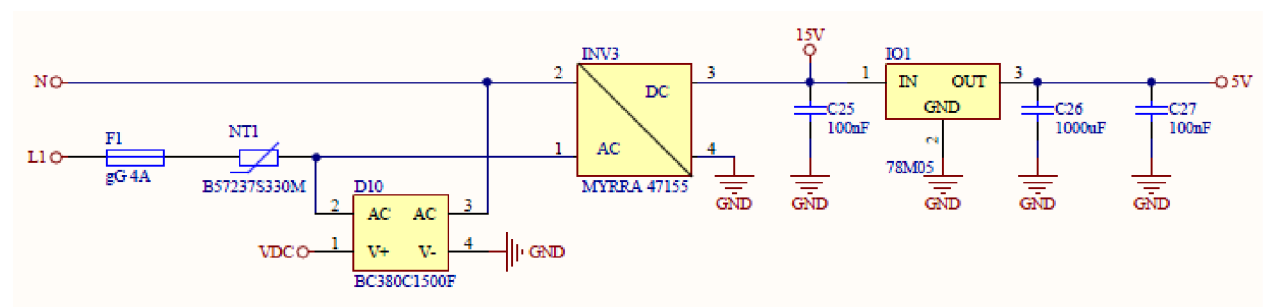 15V
INV3
IO1
N
2
3
1
3
5V
DC
IN
OUT
GND
C25
100nF
C26
1000uF
C27
100nF
F1
NT1
L1
1
AC
4
2
gG 4A
B57237S330M
MYRRA 47155
78M05
D10
GND
GND
GND
GND
GND
2
AC
AC
3
VDC
1
V+
V-
4
GND
BC380C1500F